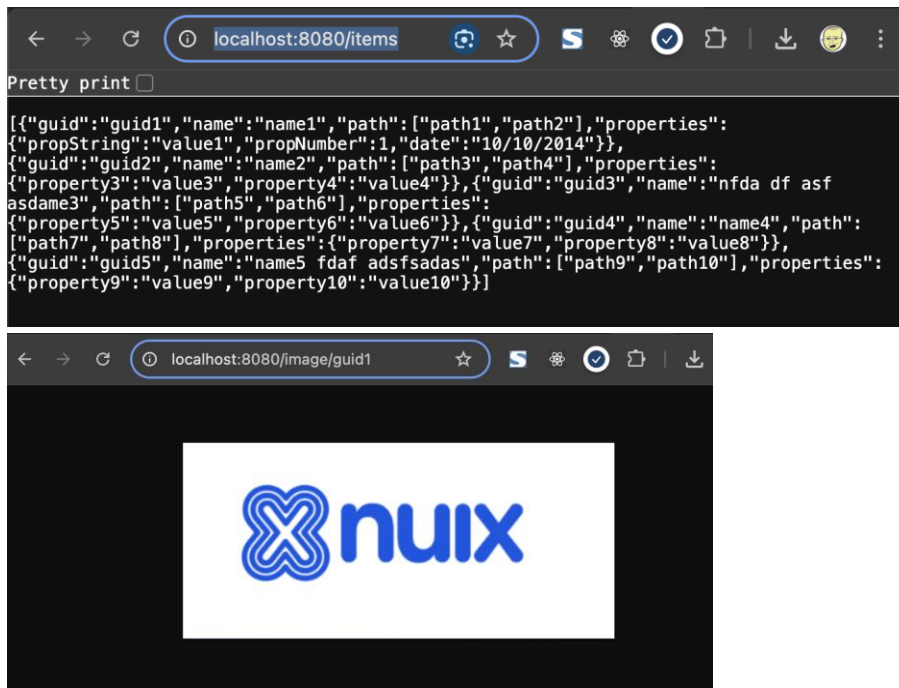 localhost:8080/items
Pretty print
[{"guid":"guid1","name":"name1","path":["path1","path2"],"properties":
{"propString":"value1","propNumber":1,"date":"10/10/2014"}},
{"guid":"guid2","name":"name2","path":["path3","path4"],"properties":
{"property3":"value3","property4":"value4"}},{"guid":"guid3","name":"nfda df asf
asdame3","path":["path5","path6"],"properties":
{"property5":"value5","property6":"value6"}},{"guid":"guid4","name":"name4","path":
["path7","path8"],"properties":{"property7":"value7","property8":"value8"}},
{"guid":"guid5","name":"name5 fdaf adsfsadas","path":["path9","path10"],"properties":
{"property9":"value9","property10":"value10"}}]
localhost:8080/image/guid1
nuix